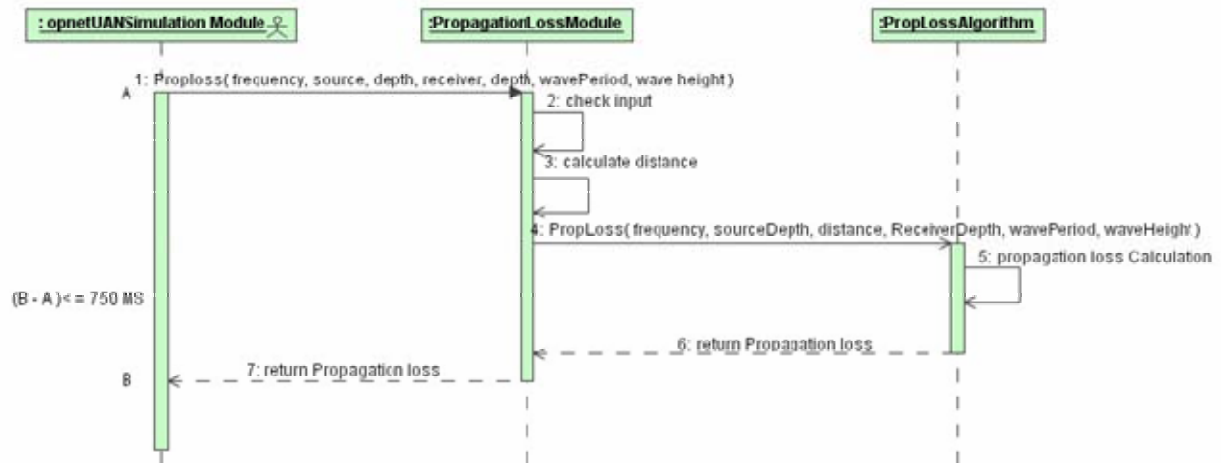 : opnetUANSimulation Module
:PropagationLossModule
:PropLossAlgorithm
1: Proploss( frequency, source, depth, receiver, depth, wavePeriod, wave height )
A
2: check input
3: calculate distance
4: PropLoss( frequency, sourceDepth, distance, ReceiverDepth, wavePeriod, waveHeight )
5: propagation loss Calculation
(B - A )< = 750 MS
6: return Propagation loss
7: return Propagation loss
B